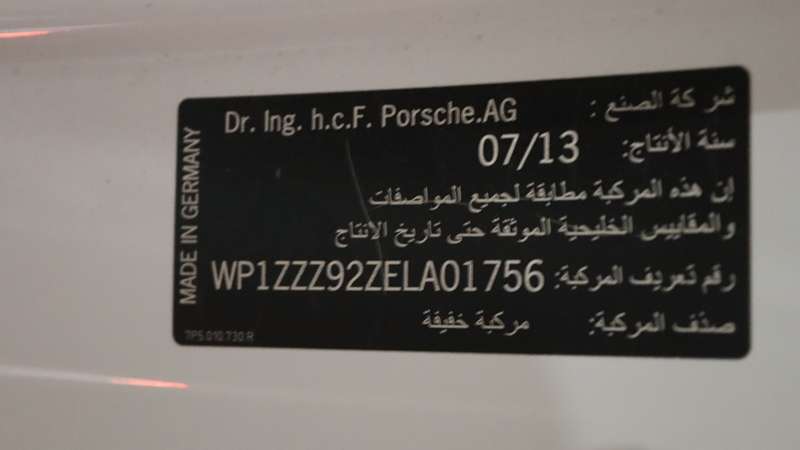 شركة الصنع : Dr. Ing. h.c.F. Porsche.AG
سنة الأنتاج: 07/13
إن هذه المركبة مطابقة لجميع المواصفات
والمقاييس الخليجية الموثقة حتى تاريخ الانتاج
رقم تعريف المركبة: WP1ZZZ92ZELA01756
صنف المركبة: مركبة خفيفة
MADE IN GERMANY
7P5.010.730.R